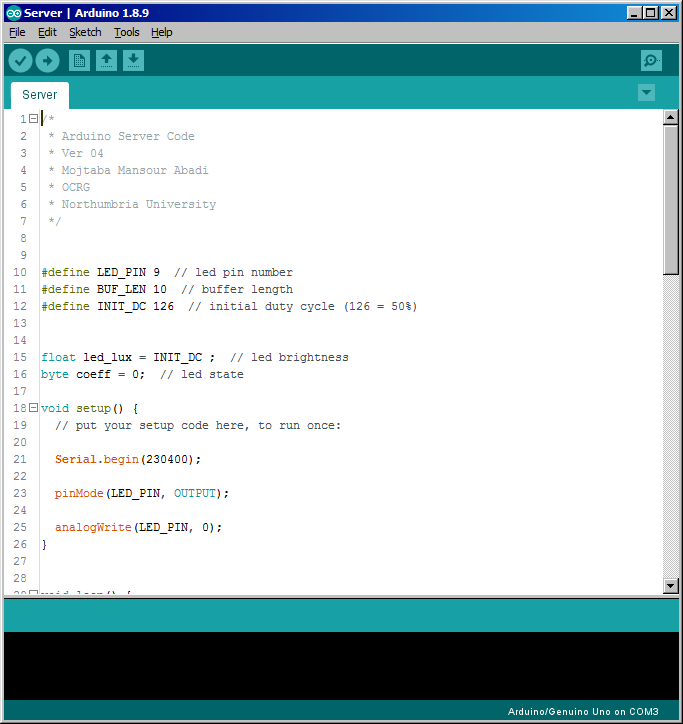 Server | Arduino 1.8.9
File Edit Sketch Tools Help
Server
1 /*
2  * Arduino Server Code
3  * Ver 04
4  * Mojtaba Mansour Abadi
5  * OCRG
6  * Northumbria University
7  */
8
9
10 #define LED_PIN 9  // led pin number
11 #define BUF_LEN 10  // buffer length
12 #define INIT_DC 126  // initial duty cycle (126 = 50%)
13
14
15 float led_lux = INIT_DC ;  // led brightness
16 byte coeff = 0;  // led state
17
18 void setup() {
19   // put your setup code here, to run once:
20
21   Serial.begin(230400);
22
23   pinMode(LED_PIN, OUTPUT);
24
25   analogWrite(LED_PIN, 0);
26 }
27
28
29 void loop() {
Arduino/Genuino Uno on COM3